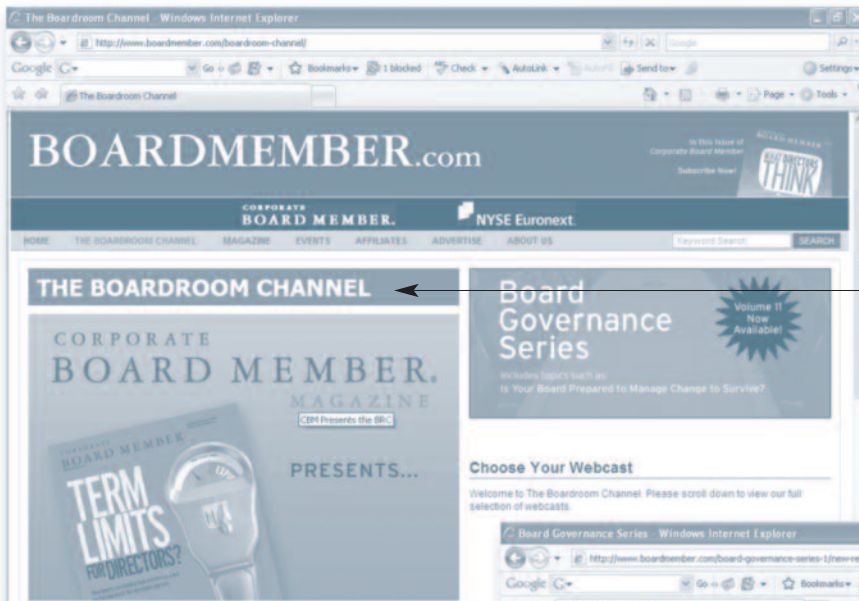 The Boardroom Channel - Windows Internet Explorer
http://www.boardmember.com/boardroom-channel/
Google
Google G Go Bookmarks 1 blocked Check AutoLink Send to Settings
The Boardroom Channel Page Tools
BOARDMEMBER.com
In this Issue of
Corporate Board Member
Subscribe Now!
BOARD MEMBER
WHAT DIRECTORS
THINK
CORPORATE
BOARD MEMBER.
NYSE Euronext.
HOME THE BOARDROOM CHANNEL MAGAZINE EVENTS AFFILIATES ADVERTISE ABOUT US Keyword Search SEARCH
THE BOARDROOM CHANNEL
Board
Governance
Series
Volume 11
Now
Available!
Includes topics such as:
Is Your Board Prepared to Manage Change to Survive?
CORPORATE
BOARD MEMBER.
MAGAZINE
CBM Presents the BRC
PRESENTS...
BOARD MEMBER
TERM
LIMITS
FOR DIRECTORS?
Choose Your Webcast
Welcome to The Boardroom Channel. Please scroll down to view our full
selection of webcasts.
Board Governance Series - Windows Internet Explorer
http://www.boardmember.com/board-governance-series-1/new-re
Google G Go Bookmarks